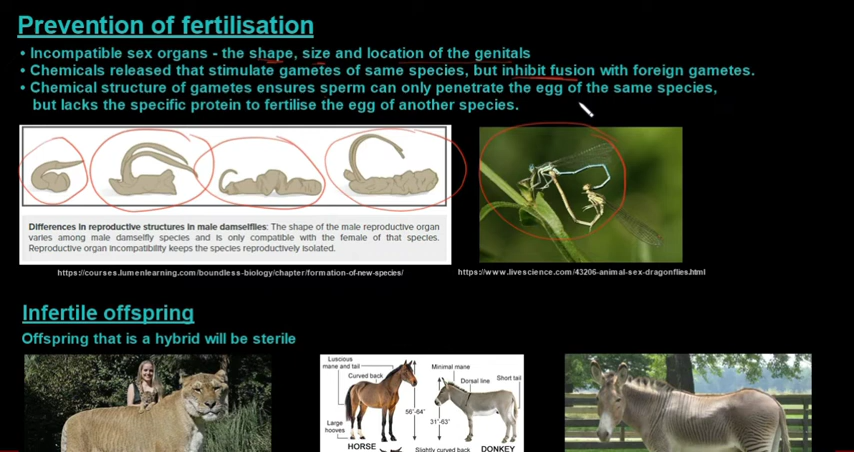 Prevention of fertilisation
• Incompatible sex organs - the shape, size and location of the genitals
• Chemicals released that stimulate gametes of same species, but inhibit fusion with foreign gametes.
• Chemical structure of gametes ensures sperm can only penetrate the egg of the same species,
but lacks the specific protein to fertilise the egg of another species.
Differences in reproductive structures in male damselflies: The shape of the male reproductive organ
varies among male damselfly species and is only compatible with the female of that species.
Reproductive organ incompatibility keeps the species reproductively isolated.
https://courses.lumenlearning.com/boundless-biology/chapter/formation-of-new-species/
https://www.livescience.com/43206-animal-sex-dragonflies.html
Infertile offspring
Offspring that is a hybrid will be sterile
Luscious
mane and tail
Curved back
Large
hooves
56"-64"
HORSE
Minimal mane
Dorsal line
Short tail
31"-63"
Slightly curved back
DONKEY